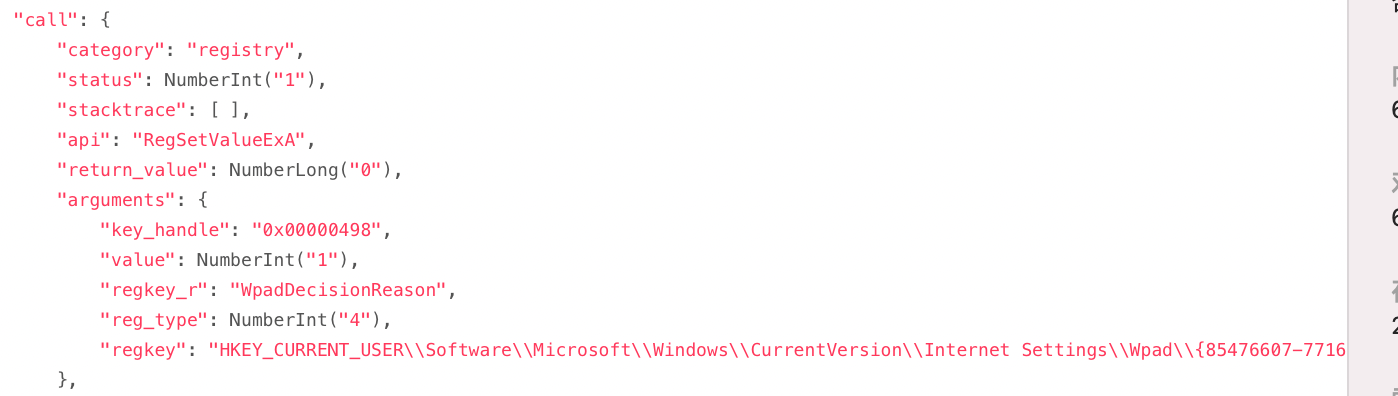 "call": {
"category": "registry",
"status": NumberInt("1"),
"stacktrace": [ ],
"api": "RegSetValueExA",
"return_value": NumberLong("0"),
"arguments": {
"key_handle": "0x00000498",
"value": NumberInt("1"),
"regkey_r": "WpadDecisionReason",
"reg_type": NumberInt("4"),
"regkey": "HKEY_CURRENT_USER\\Software\\Microsoft\\Windows\\CurrentVersion\\Internet Settings\\Wpad\\{85476607-7716
},